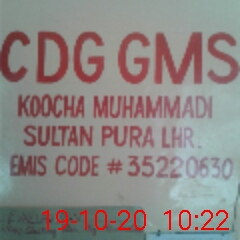 CDG GMS
KOOCHA MUHAMMADI
SULTAN PURA LHR.
EMIS CODE # 35220630
19-10-20 10:22